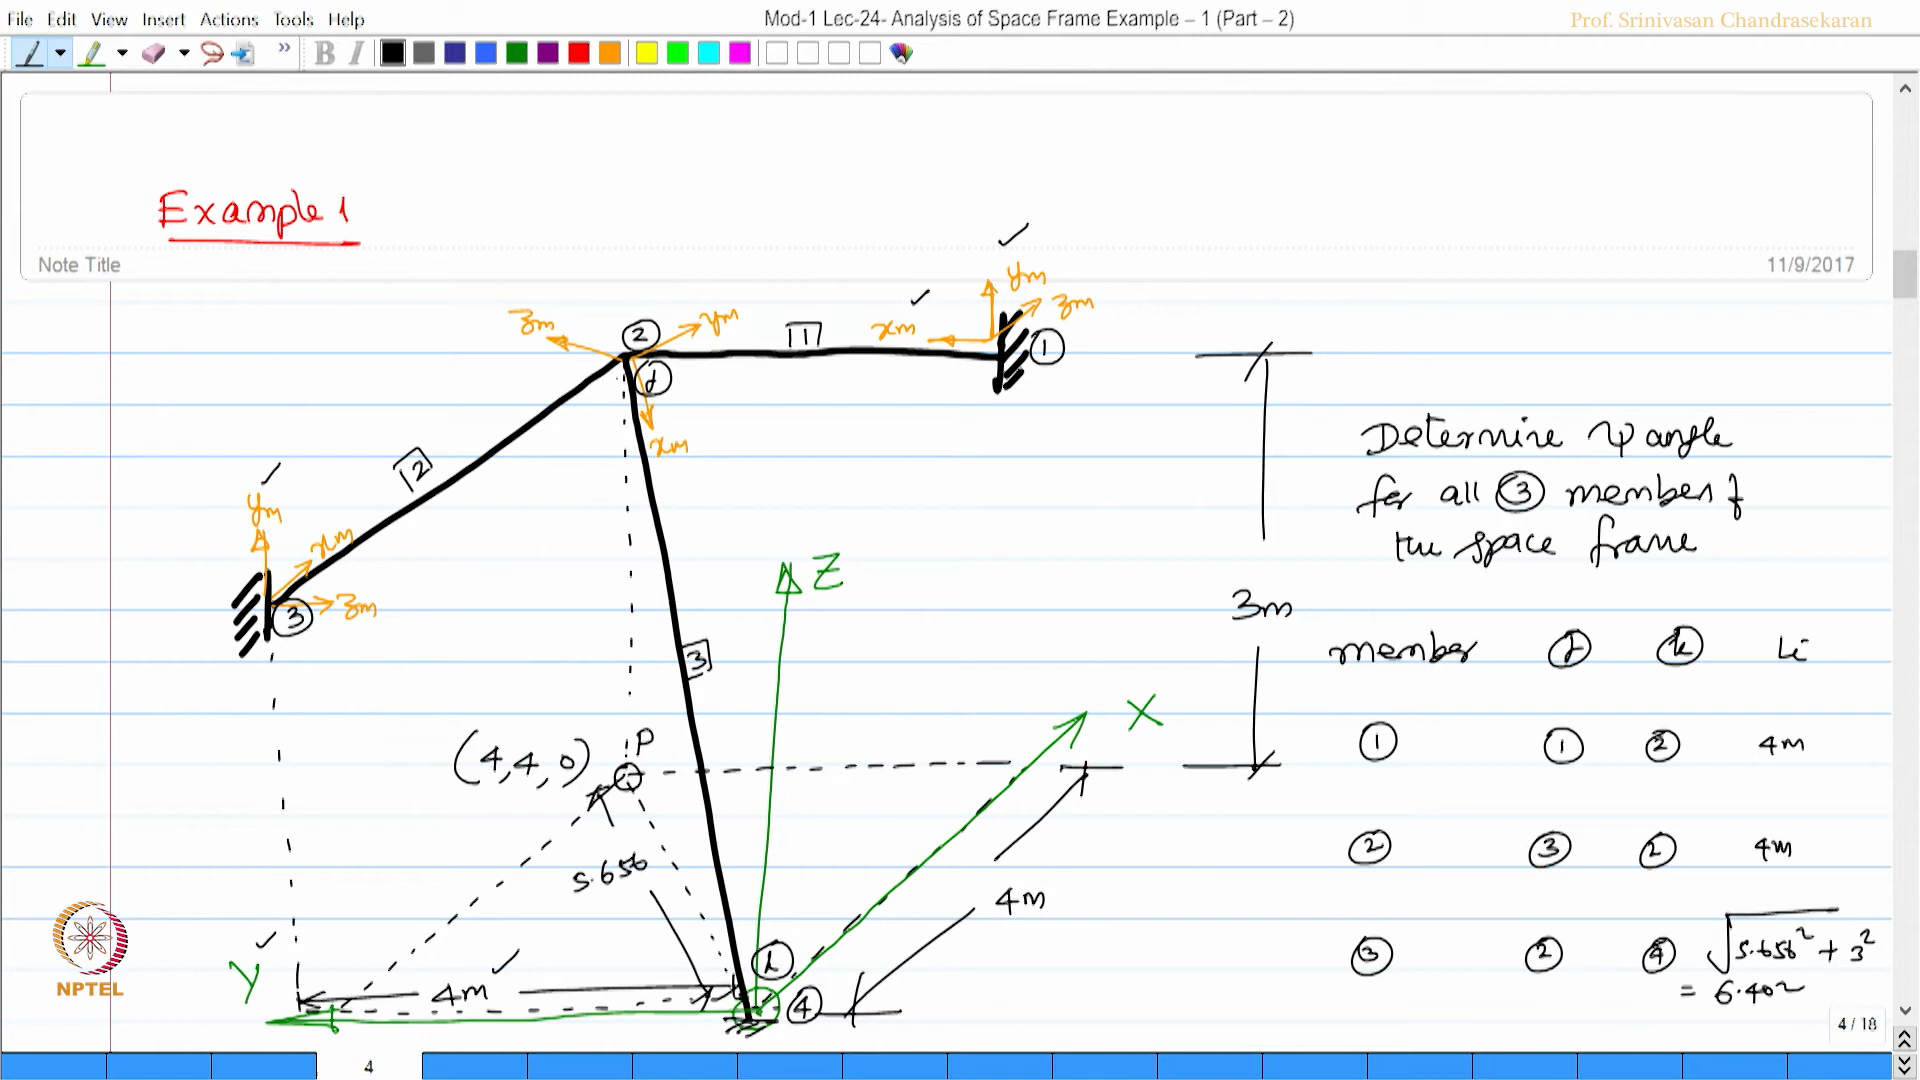 File Edit View Insert Actions Tools Help
Mod-1 Lec-24- Analysis of Space Frame Example – 1 (Part – 2)
Prof. Srinivasan Chandrasekaran
B I
Example 1
Note Title
11/9/2017
ym
zm
xm
1
1
zm
2
ym
j
xm
2
ym
xm
zm
3
3
Z
X
P
(4,4,0)
5.656
4m
Y
4m
k
4
3m
Determine ψ angle
for all 3 members of
the space frame
member j k Li
1 1 2 4m
2 3 2 4m
3 2 4 √5.656² + 3²
= 6.402
NPTEL
4 / 18
4